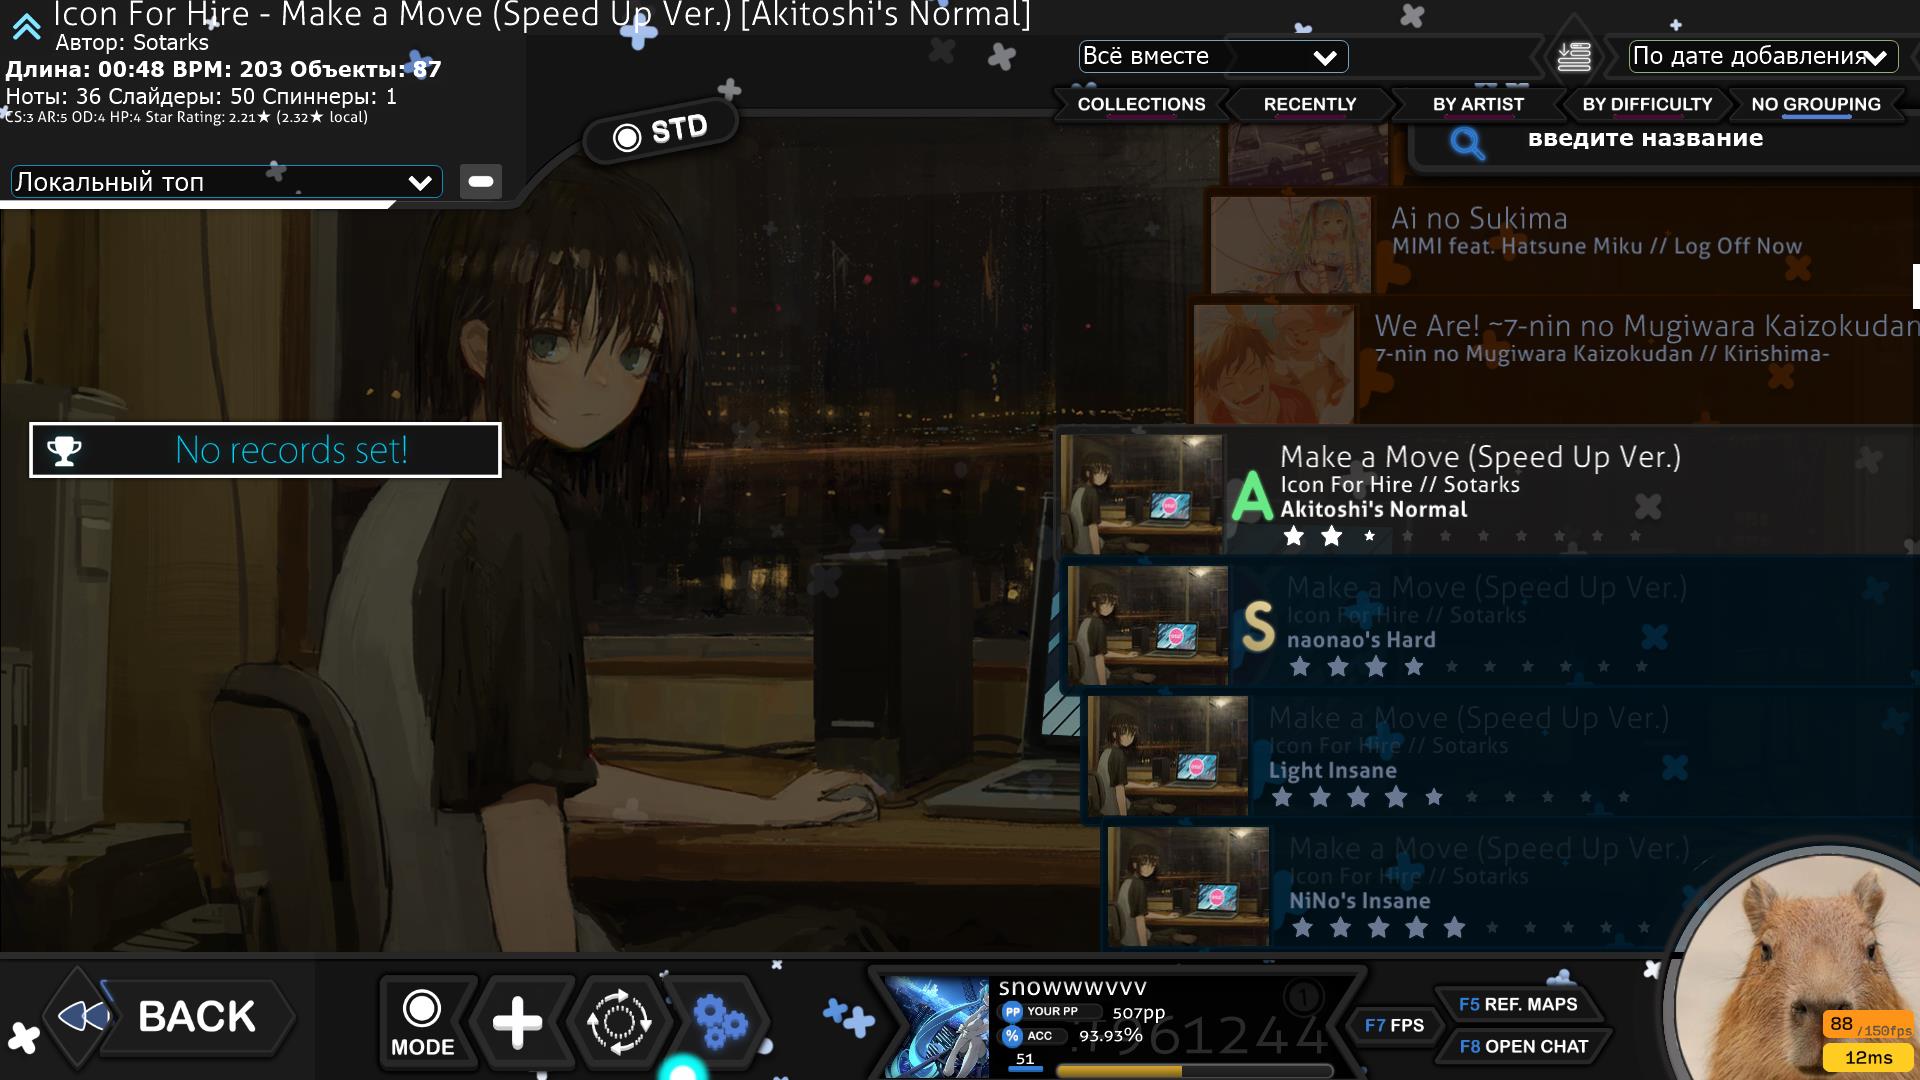 Icon For Hire - Make a Move (Speed Up Ver.) [Akitoshi's Normal]
Автор: Sotarks
Длина: 00:48 BPM: 203 Объекты: 87
Ноты: 36 Слайдеры: 50 Спиннеры: 1
CS:3 AR:5 OD:4 HP:4 Star Rating: 2.21★ (2.32★ local)
Локальный топ
STD
Всё вместе
По дате добавления
COLLECTIONS
RECENTLY
BY ARTIST
BY DIFFICULTY
NO GROUPING
введите название
Ai no Sukima
MIMI feat. Hatsune Miku // Log Off Now
We Are! ~7-nin no Mugiwara Kaizokudan
7-nin no Mugiwara Kaizokudan // Kirishima-
No records set!
A
Make a Move (Speed Up Ver.)
Icon For Hire // Sotarks
Akitoshi's Normal
S
Make a Move (Speed Up Ver.)
Icon For Hire // Sotarks
naonao's Hard
Make a Move (Speed Up Ver.)
Icon For Hire // Sotarks
Light Insane
Make a Move (Speed Up Ver.)
Icon For Hire // Sotarks
NiNo's Insane
BACK
MODE
snowwwvvv
PP YOUR PP 507pp
% ACC 93.93%
51
1
961244
F7 FPS
F5 REF. MAPS
F8 OPEN CHAT
88 /150fps
12ms